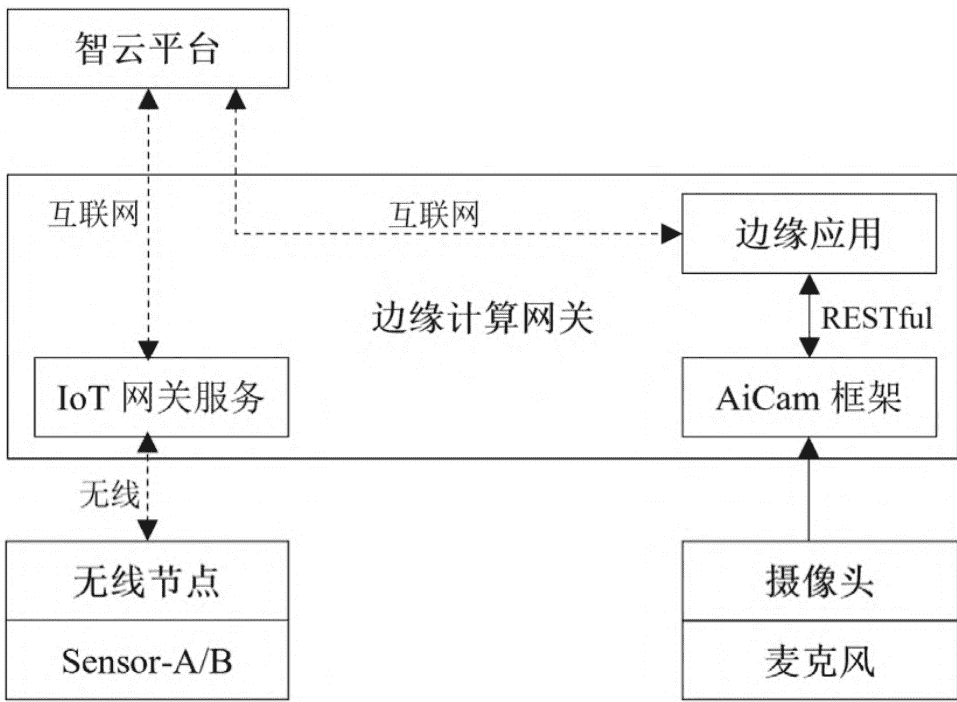 智云平台
互联网
互联网
边缘应用
边缘计算网关
RESTful
IoT 网关服务
AiCam 框架
无线
无线节点
摄像头
Sensor-A/B
麦克风